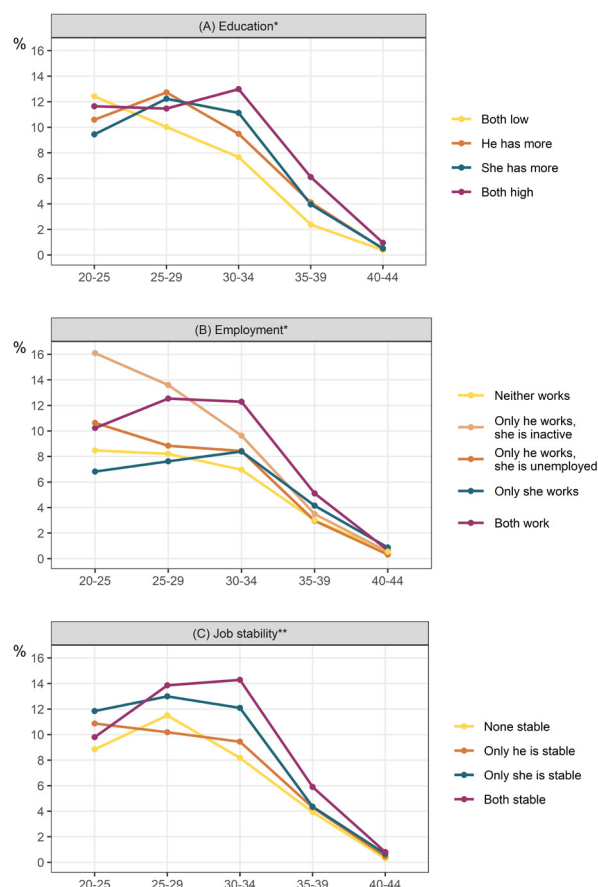 (A) Education*
%
16
14
12
10
8
6
4
2
0
20-25 25-29 30-34 35-39 40-44
Both low
He has more
She has more
Both high
(B) Employment*
%
16
14
12
10
8
6
4
2
0
20-25 25-29 30-34 35-39 40-44
Neither works
Only he works,
she is inactive
Only he works,
she is unemployed
Only she works
Both work
(C) Job stability**
%
16
14
12
10
8
6
4
2
0
20-25 25-29 30-34 35-39 40-44
None stable
Only he is stable
Only she is stable
Both stable